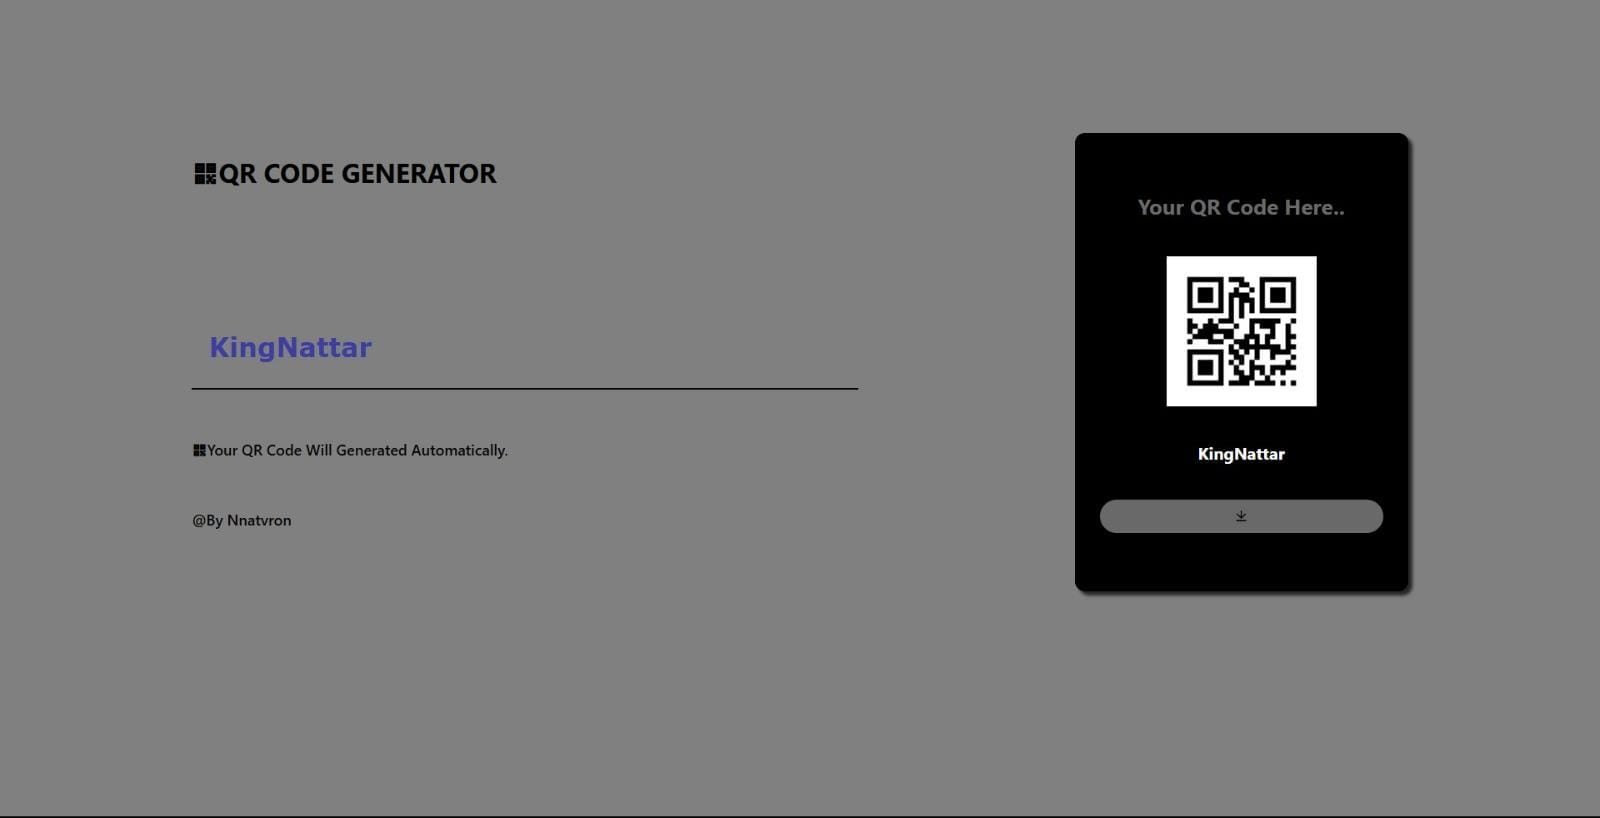 QR CODE GENERATOR
KingNattar
Your QR Code Will Generated Automatically.
@By Nnatvron
Your QR Code Here..
KingNattar